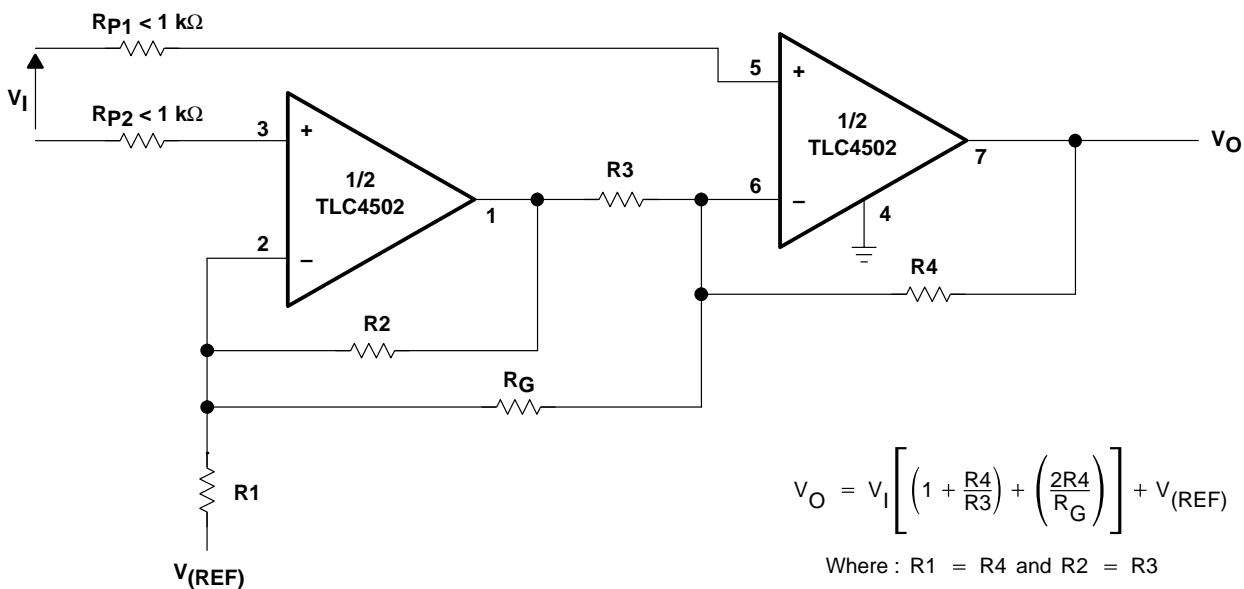 RP1 < 1 kΩ
VI
RP2 < 1 kΩ
3
+
1/2
TLC4502
1
2
–
R3
5
+
1/2
TLC4502
7
6
–
4
VO
R4
R2
RG
R1
V(REF)
VO = VI[(1 + R4/R3) + (2R4/RG)] + V(REF)
Where : R1 = R4 and R2 = R3